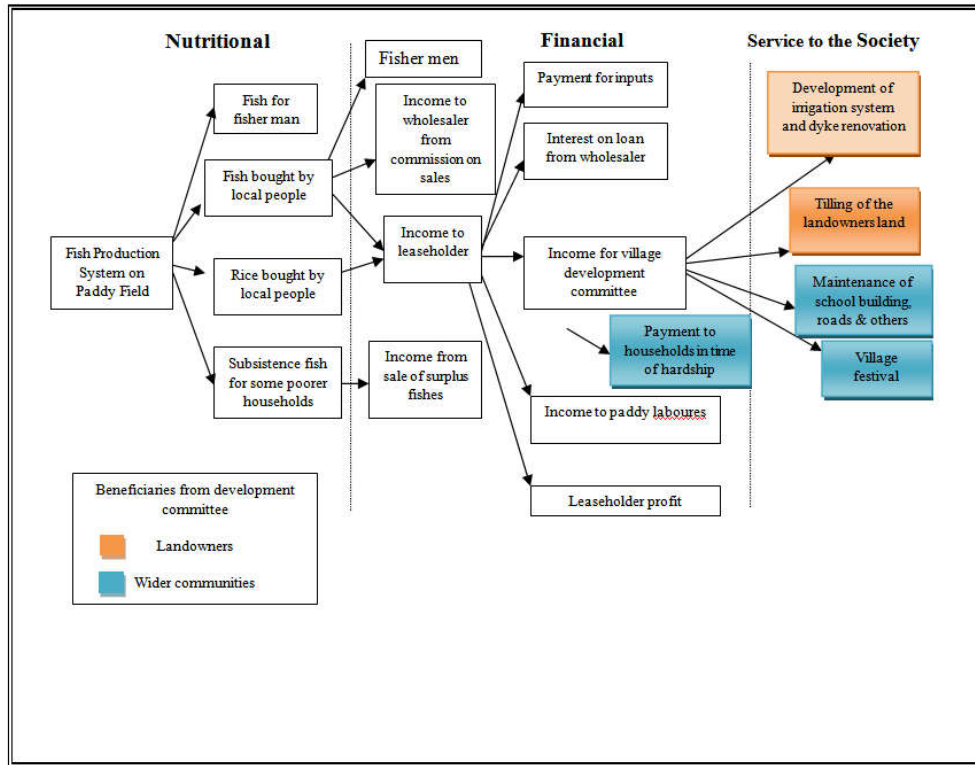 Nutritional
Financial
Service to the Society
Fish for
fisher man
Fish bought by
local people
Fish Production
System on
Paddy Field
Rice bought by
local people
Subsistence fish
for some poorer
households
Fisher men
Income to
wholesaler
from
commission on
sales
Income to
leaseholder
Income from
sale of surplus
fishes
Payment for inputs
Interest on loan
from wholesaler
Income for village
development
committee
Payment to
households in time
of hardship
Income to paddy laboures
Leaseholder profit
Development of
irrigation system
and dyke renovation
Tilling of the
landowners land
Maintenance of
school building,
roads & others
Village
festival
Beneficiaries from development
committee
Landowners
Wider communities